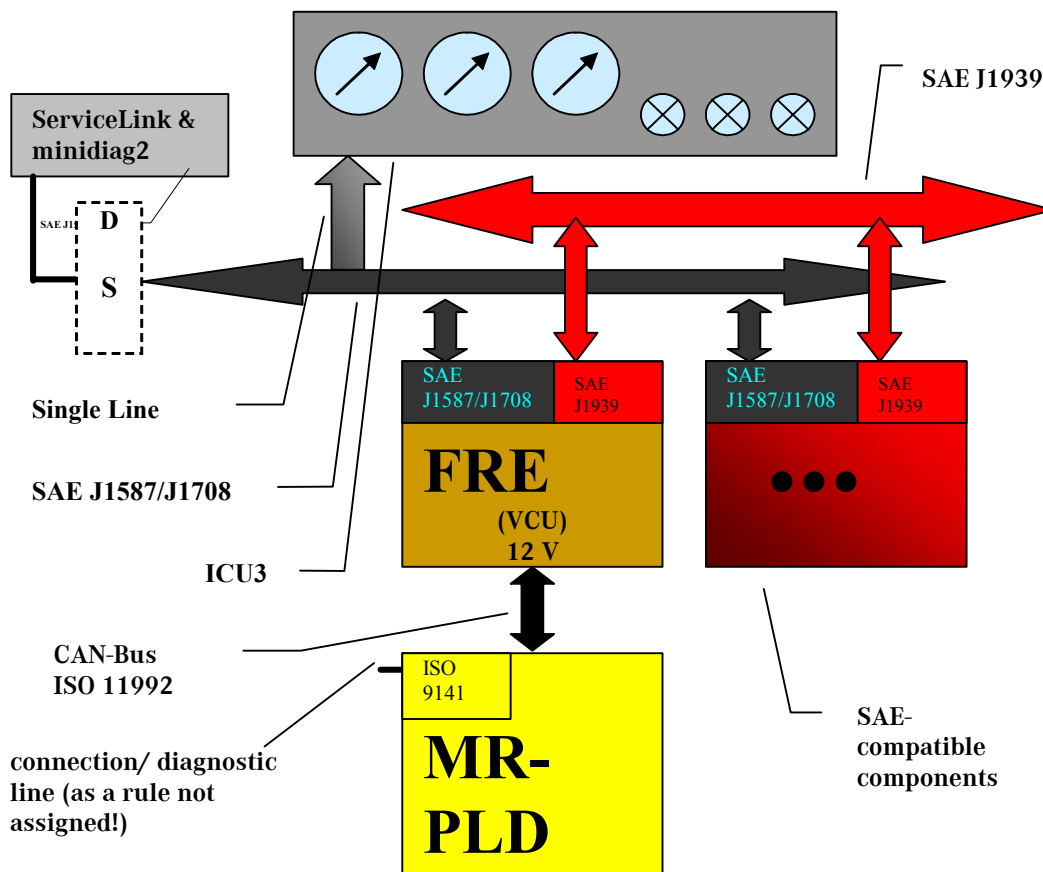 SAE J1939
ServiceLink &
minidiag2
SAE J1
D
S
Single Line
SAE J1587/J1708
ICU3
SAE
J1587/J1708
SAE
J1939
SAE
J1587/J1708
SAE
J1939
FRE
(VCU)
12 V
CAN-Bus
ISO 11992
ISO
9141
MR-
PLD
connection/ diagnostic
line (as a rule not
assigned!)
SAE-
compatible
components